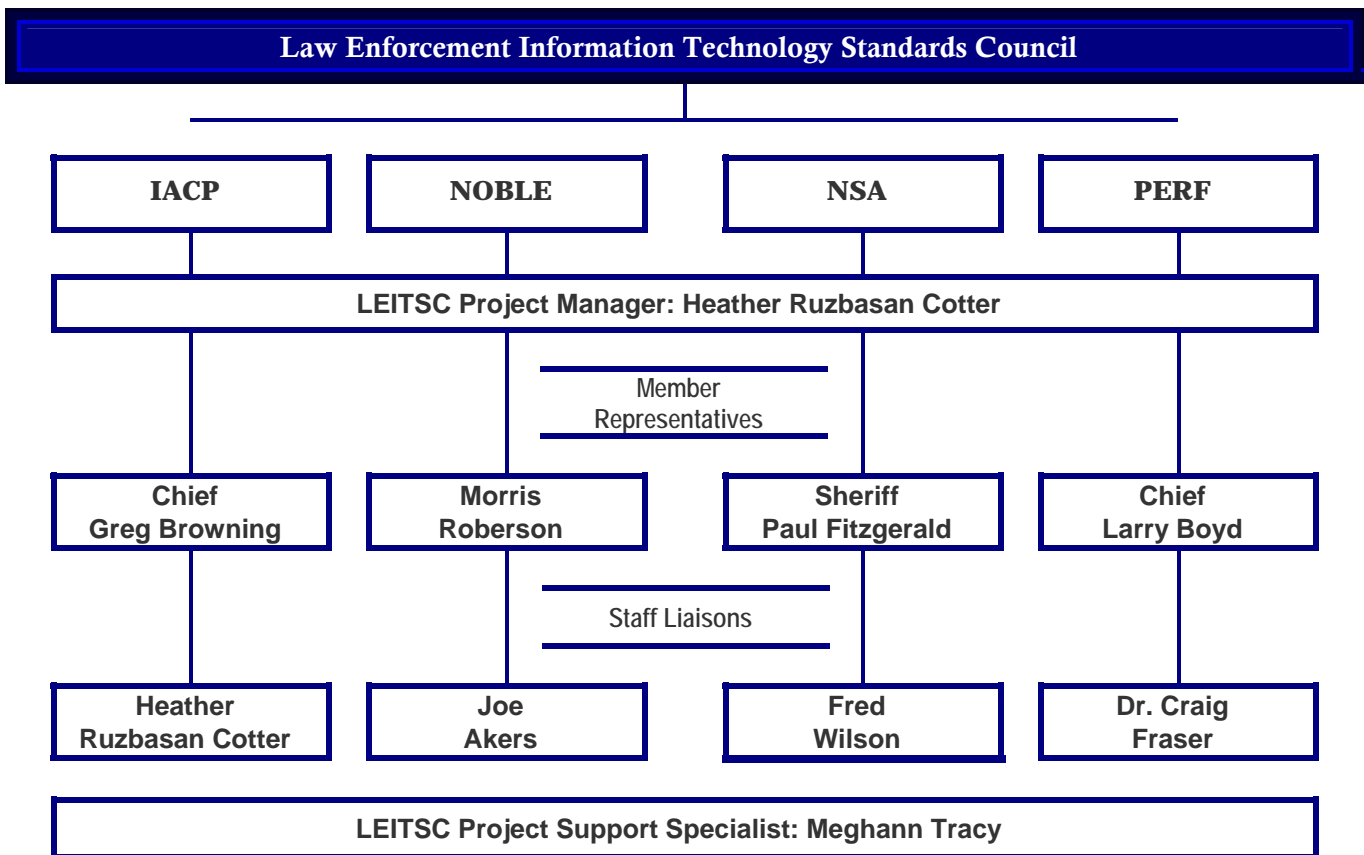 Law Enforcement Information Technology Standards Council
IACP
NOBLE
NSA
PERF
LEITSC Project Manager: Heather Ruzbasan Cotter
Member
Representatives
Chief
Greg Browning
Morris
Roberson
Sheriff
Paul Fitzgerald
Chief
Larry Boyd
Staff Liaisons
Heather
Ruzbasan Cotter
Joe
Akers
Fred
Wilson
Dr. Craig
Fraser
LEITSC Project Support Specialist: Meghann Tracy